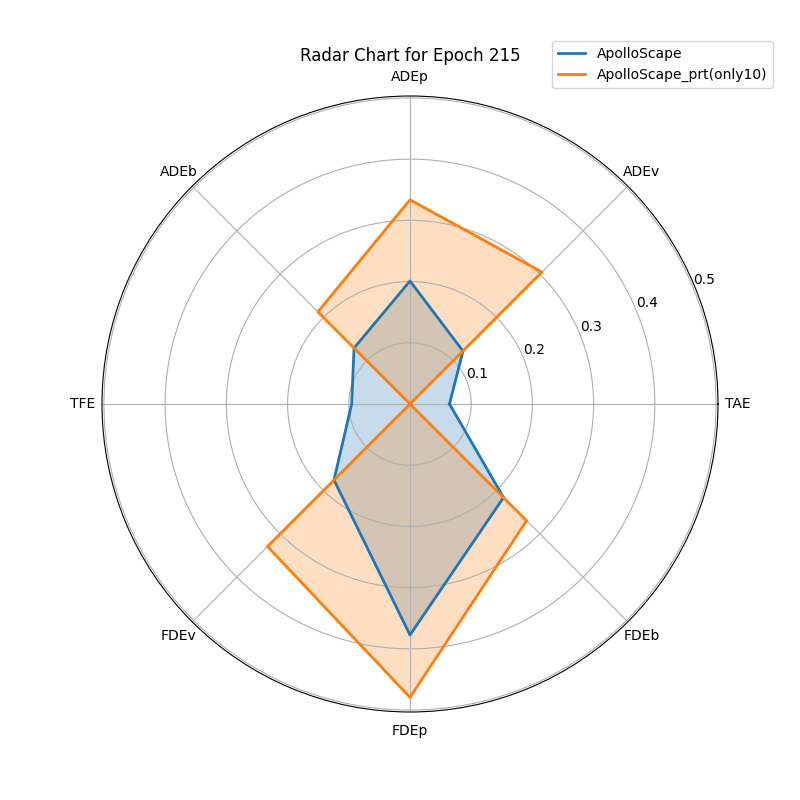 Radar Chart for Epoch 215
ApolloScape
ApolloScape_prt(only10)
ADEp
ADEb
ADEv
0.5
0.4
0.3
0.2
0.1
TFE
TAE
FDEv
FDEb
FDEp